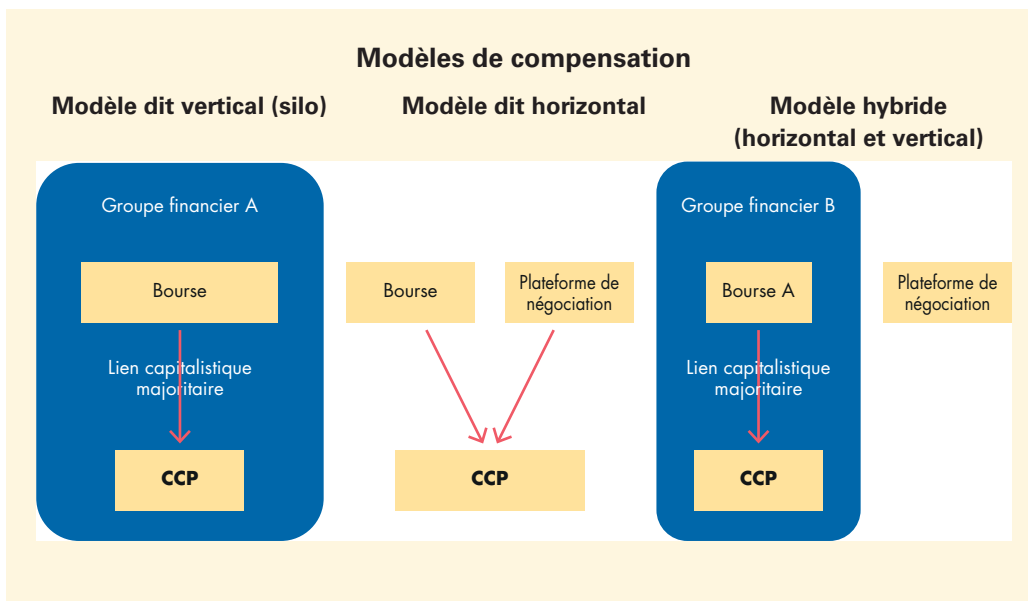 Modèles de compensation
Modèle dit vertical (silo)
Modèle dit horizontal
Modèle hybride
(horizontal et vertical)
Groupe financier A
Bourse
Lien capitalistique
majoritaire
CCP
Bourse
Plateforme de
négociation
CCP
Groupe financier B
Bourse A
Lien capitalistique
majoritaire
CCP
Plateforme de
négociation